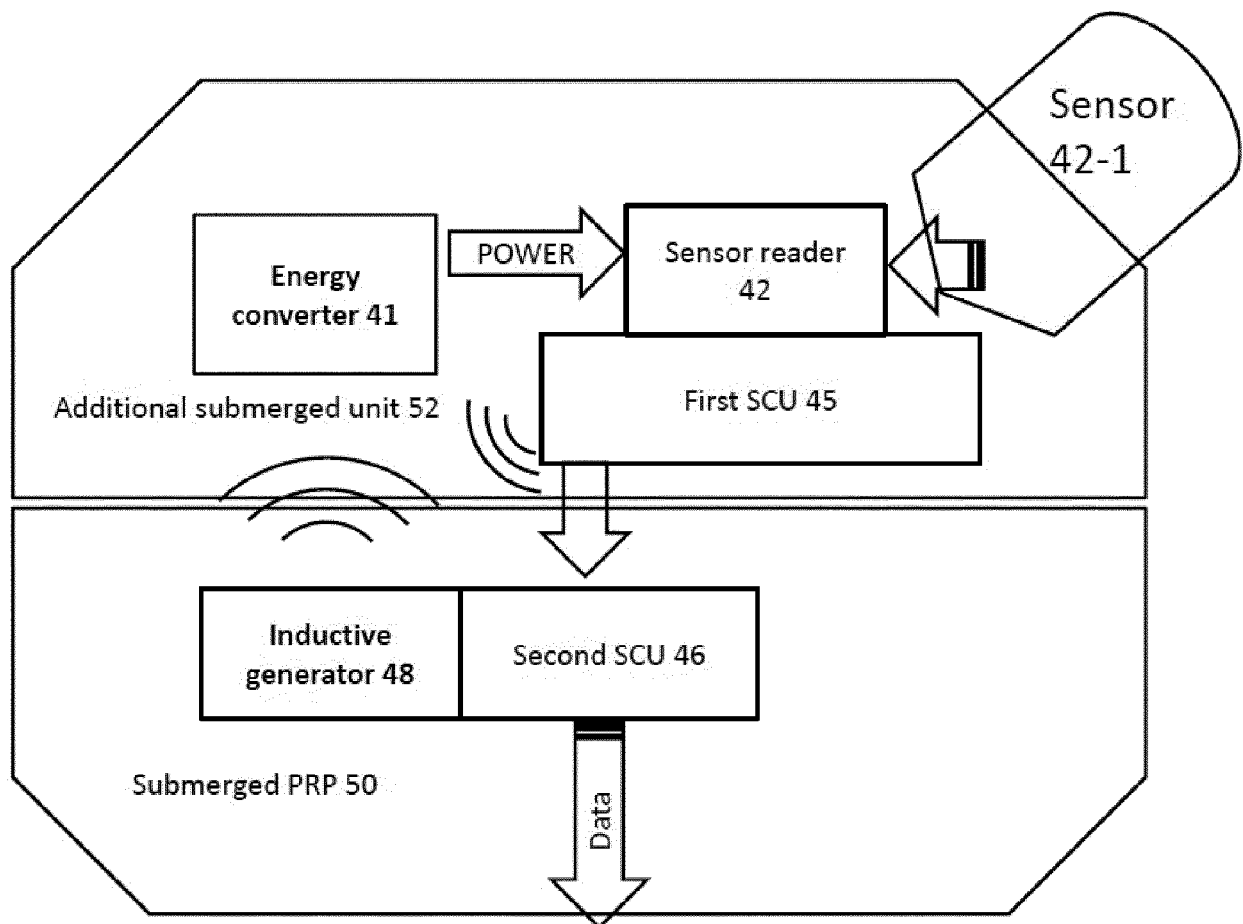 Sensor
42-1
POWER
Sensor reader
42
Energy
converter 41
First SCU 45
Additional submerged unit 52
Inductive
generator 48
Second SCU 46
Submerged PRP 50
Data